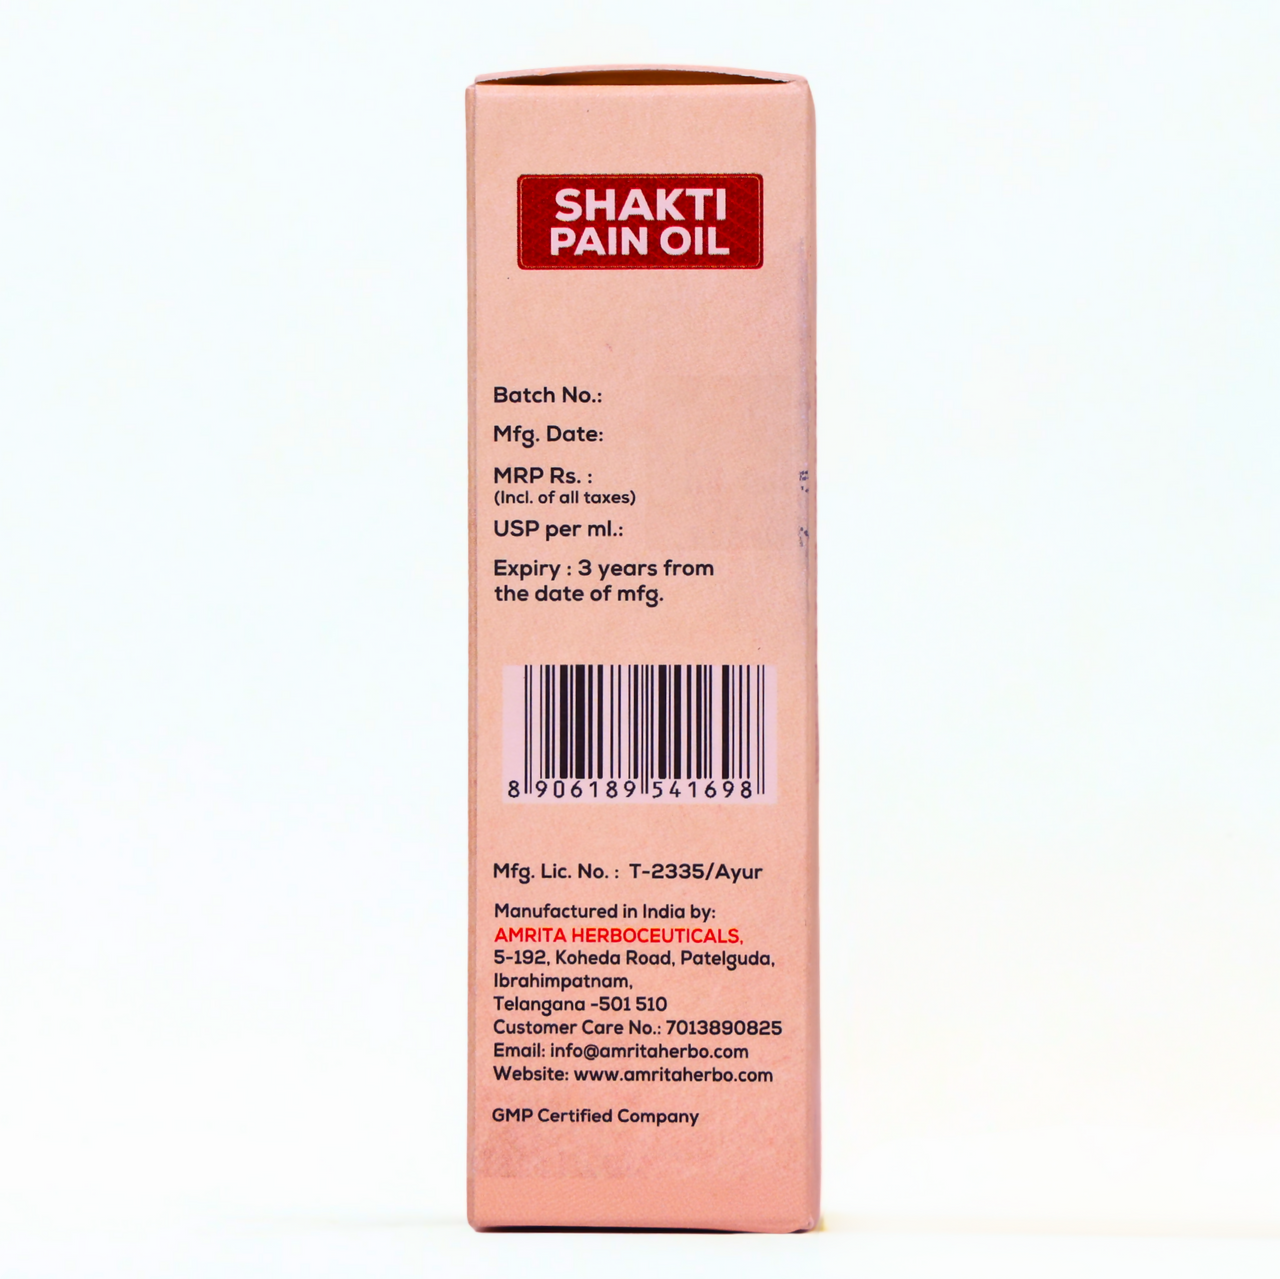 SHAKTI
PAIN OIL
Batch No.:
Mfg. Date:
MRP Rs. :
(Incl. of all taxes)
USP per ml.:
Expiry : 3 years from
the date of mfg.
8 906189 541698
Mfg. Lic. No. : T-2335/Ayur
Manufactured in India by:
AMRITA HERBOCEUTICALS,
5-192, Koheda Road, Patelguda,
Ibrahimpatnam,
Telangana -501 510
Customer Care No.: 7013890825
Email: info@amritaherbo.com
Website: www.amritaherbo.com
GMP Certified Company